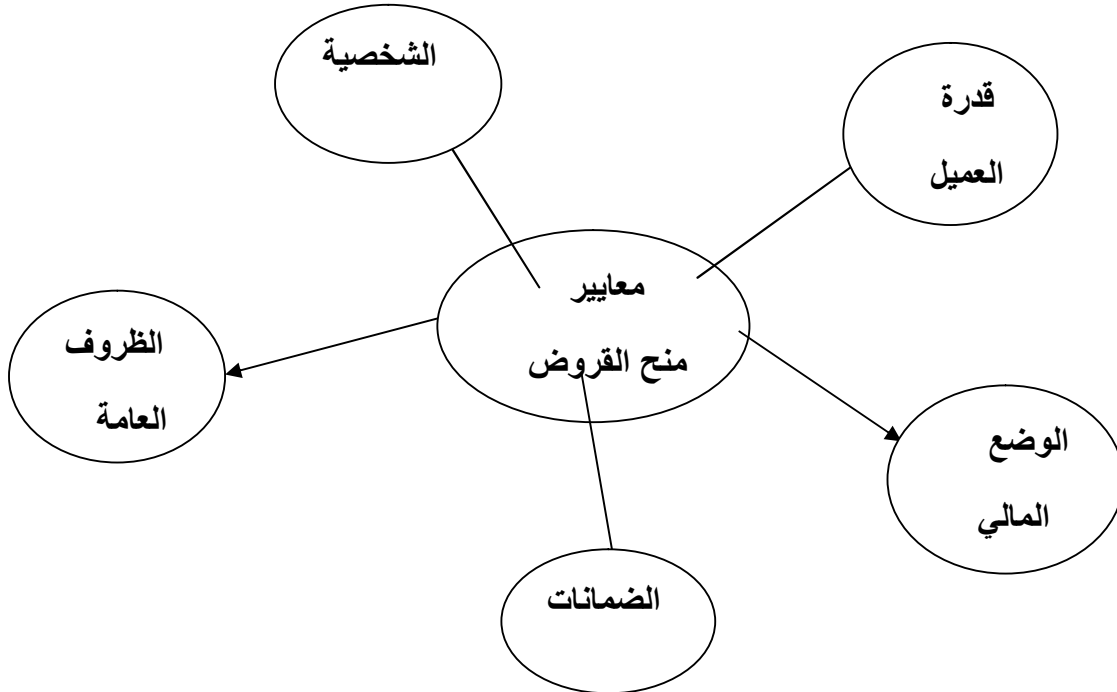 الشخصية
قدرة
العميل
معايير
منح القروض
الظروف
العامة
الوضع
المالي
الضمانات